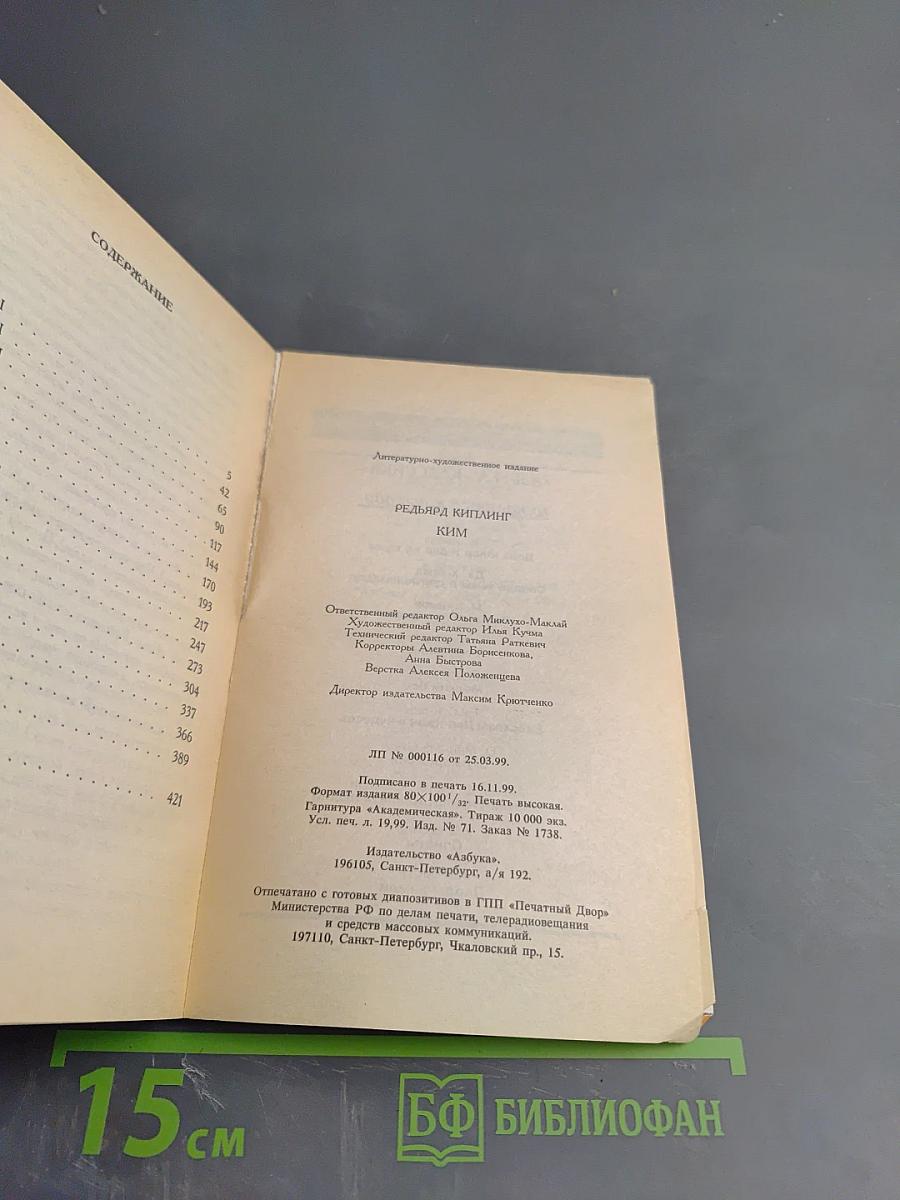 СОДЕРЖАНИЕ
5
42
65
90
117
144
170
193
217
247
273
304
337
366
389
421
Литературно-художественное издание
РЕДЬЯРД КИПЛИНГ
КИМ
Ответственный редактор Ольга Миклухо-Маклай
Художественный редактор Илья Кучма
Технический редактор Татьяна Раткевич
Корректоры Алевтина Борисенкова,
Анна Быстрова
Верстка Алексея Положенцева
Директор издательства Максим Крютченко
ЛП № 000116 от 25.03.99.
Подписано в печать 16.11.99.
Формат издания 80×100 1/32. Печать высокая.
Гарнитура «Академическая». Тираж 10 000 экз.
Усл. печ. л. 19,99. Изд. № 71. Заказ № 1738.
Издательство «Азбука».
196105, Санкт-Петербург, а/я 192.
Отпечатано с готовых диапозитивов в ГПП «Печатный Двор»
Министерства РФ по делам печати, телерадиовещания
и средств массовых коммуникаций.
197110, Санкт-Петербург, Чкаловский пр., 15.
15 см
БФ БИБЛИОФАН